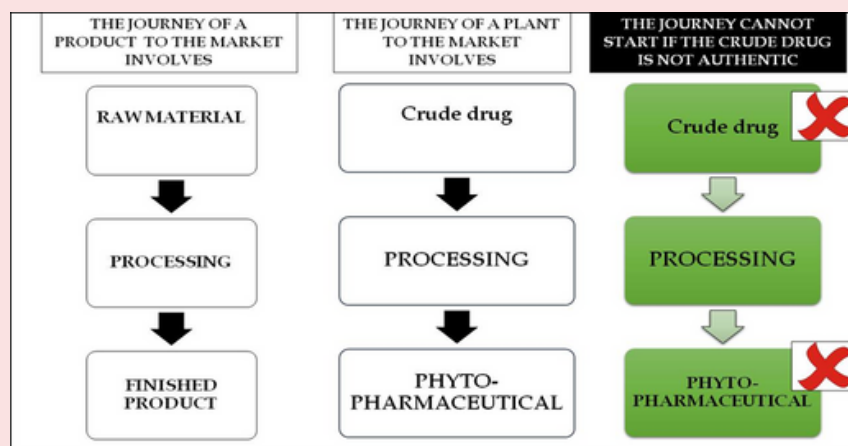 THE JOURNEY OF A
PRODUCT TO THE MARKET
INVOLVES
RAW MATERIAL
PROCESSING
FINISHED
PRODUCT
THE JOURNEY OF A PLANT
TO THE MARKET
INVOLVES
Crude drug
PROCESSING
PHYTO-
PHARMACEUTICAL
THE JOURNEY CANNOT
START IF THE CRUDE DRUG
IS NOT AUTHENTIC
Crude drug
PROCESSING
PHYTO-
PHARMACEUTICAL